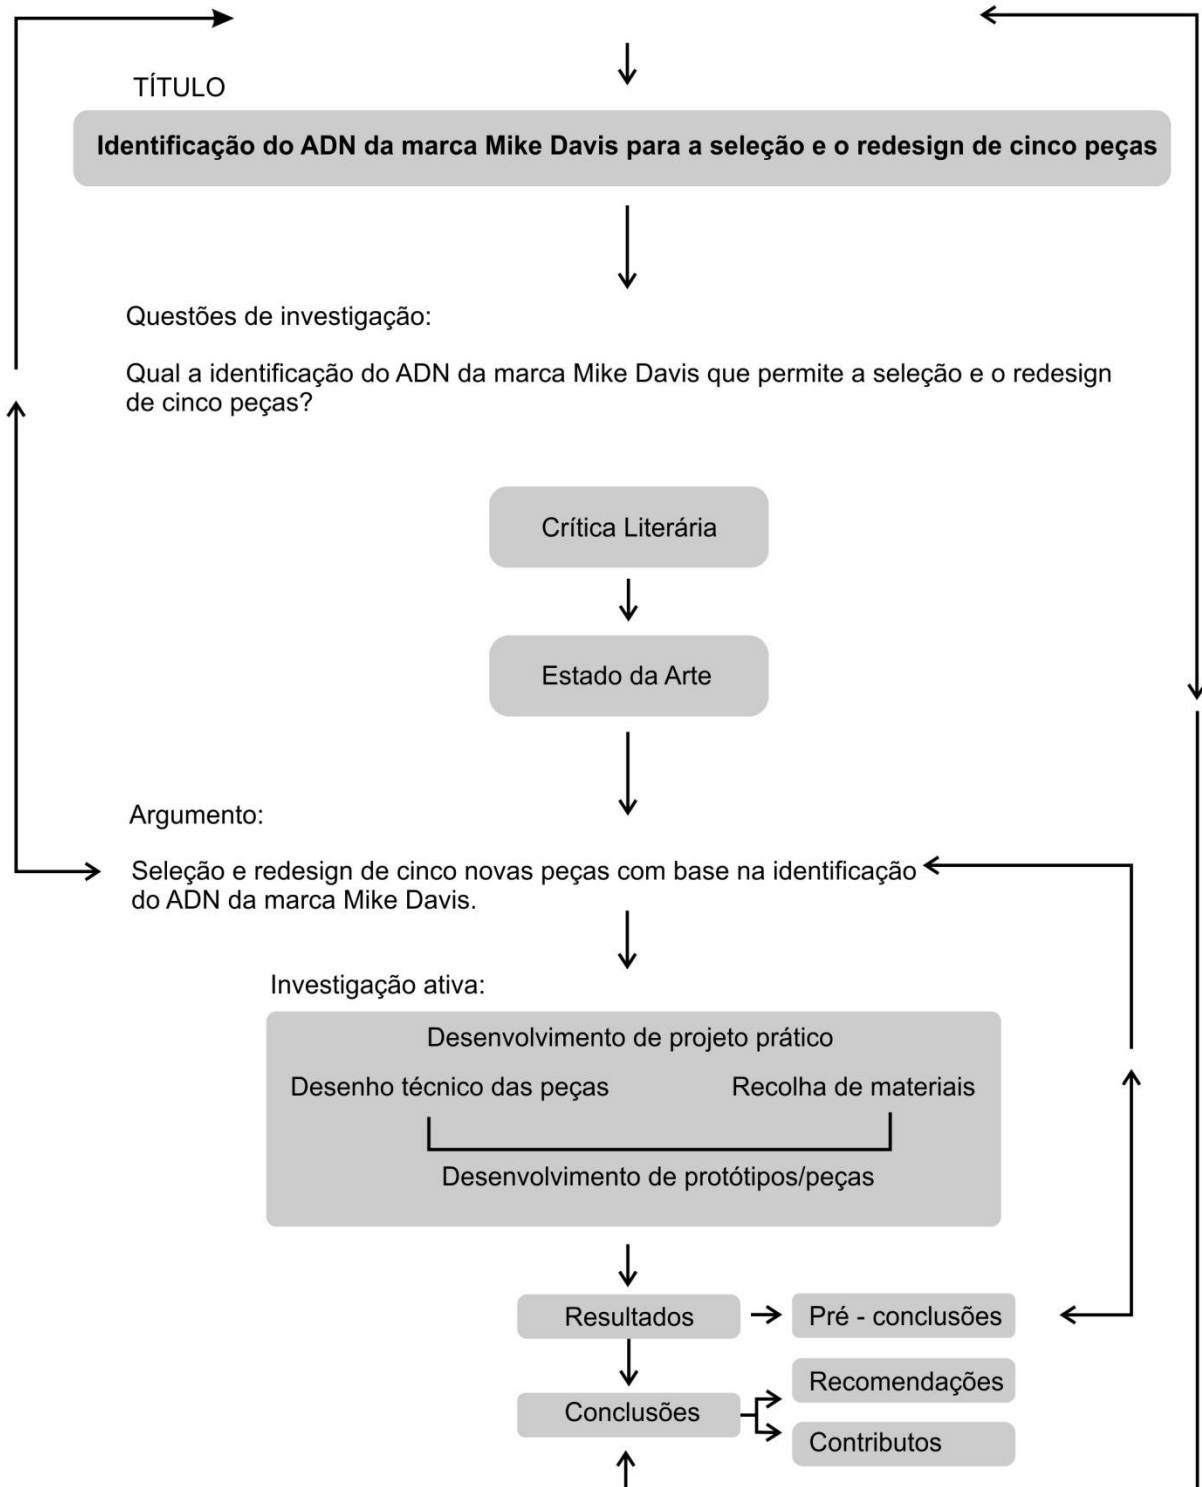 TÍTULO
Identificação do ADN da marca Mike Davis para a seleção e o redesign de cinco peças
Questões de investigação:
Qual a identificação do ADN da marca Mike Davis que permite a seleção e o redesign
de cinco peças?
Crítica Literária
Estado da Arte
Argumento:
Seleção e redesign de cinco novas peças com base na identificação
do ADN da marca Mike Davis.
Investigação ativa:
Desenvolvimento de projeto prático
Desenho técnico das peças
Recolha de materiais
Desenvolvimento de protótipos/peças
Resultados
Pré - conclusões
Recomendações
Conclusões
Contributos